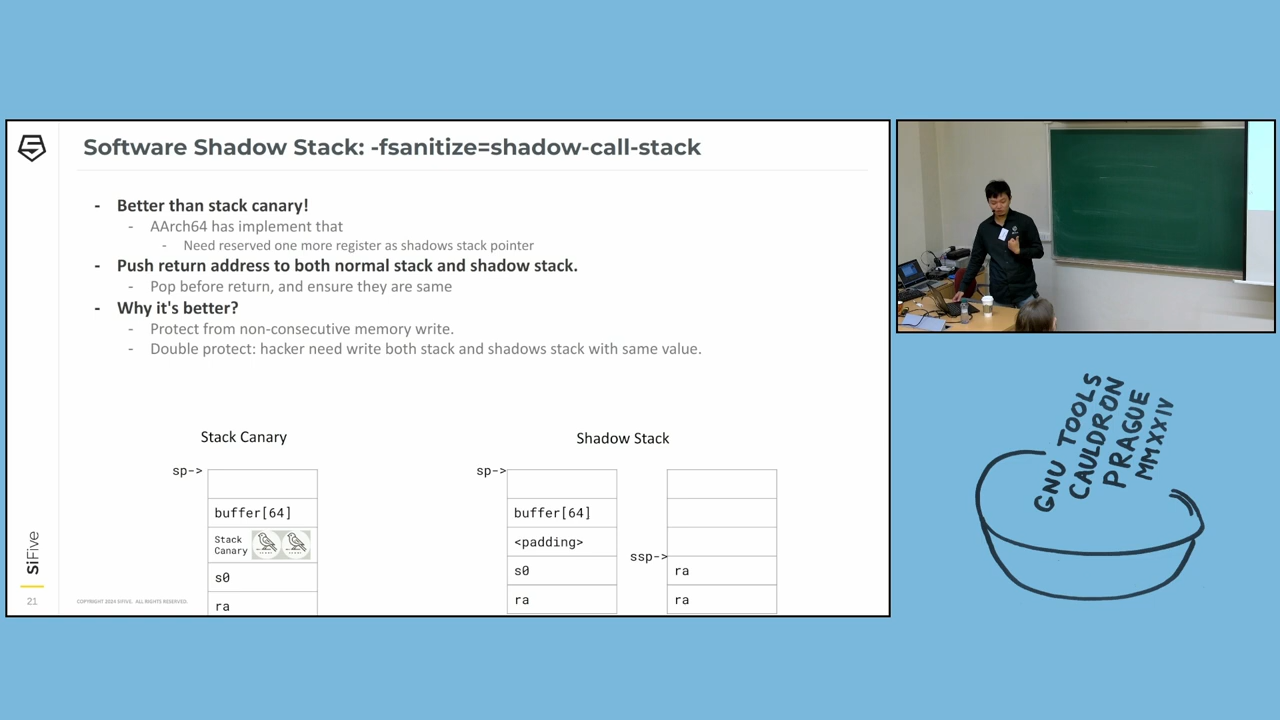 Software Shadow Stack: -fsanitize=shadow-call-stack
- Better than stack canary!
- AArch64 has implement that
- Need reserved one more register as shadows stack pointer
- Push return address to both normal stack and shadow stack.
- Pop before return, and ensure they are same
- Why it's better?
- Protect from non-consecutive memory write.
- Double protect: hacker need write both stack and shadows stack with same value.
Stack Canary
sp->
buffer[64]
Stack
Canary
s0
ra
Shadow Stack
sp->
buffer[64]
<padding>
s0
ra
ssp->
ra
ra
SiFive
21
COPYRIGHT 2024 SIFIVE. ALL RIGHTS RESERVED.
GNU TOOLS
CAULDRON
PRAGUE
MMXXIV